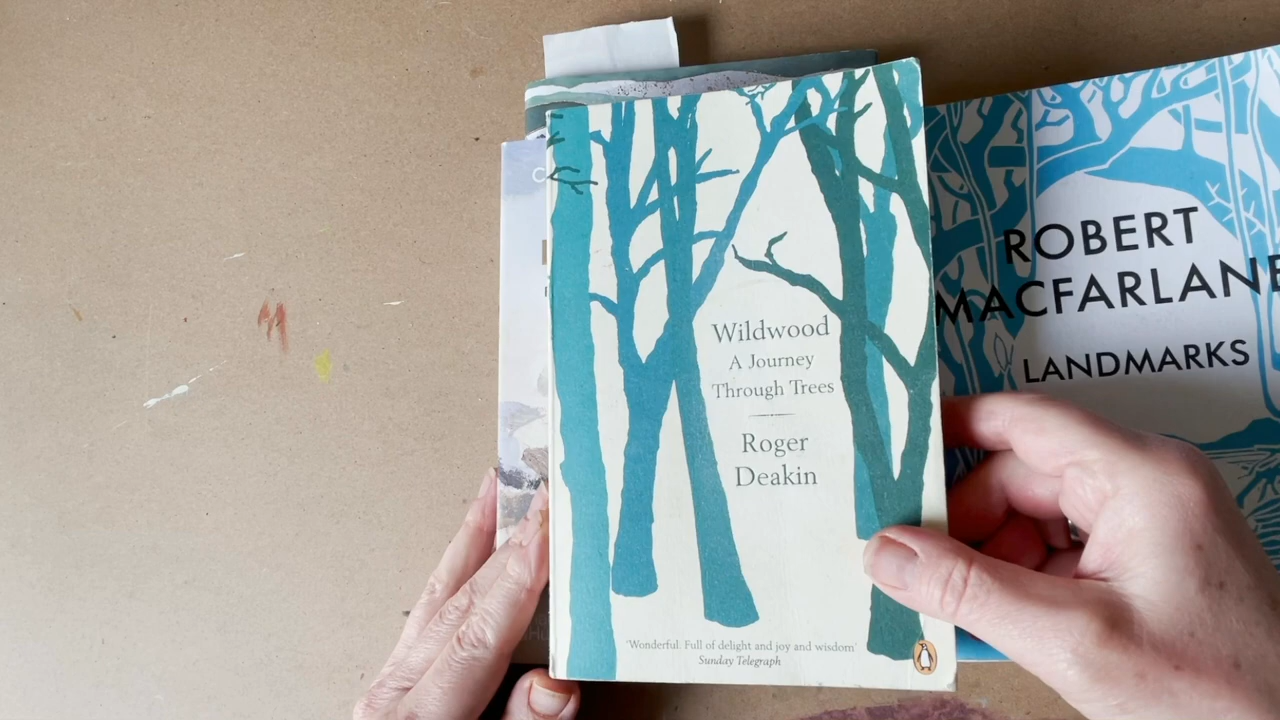 Wildwood
A Journey
Through Trees
Roger
Deakin
'Wonderful. Full of delight and joy and wisdom'
Sunday Telegraph
ROBERT
MACFARLANE
LANDMARKS